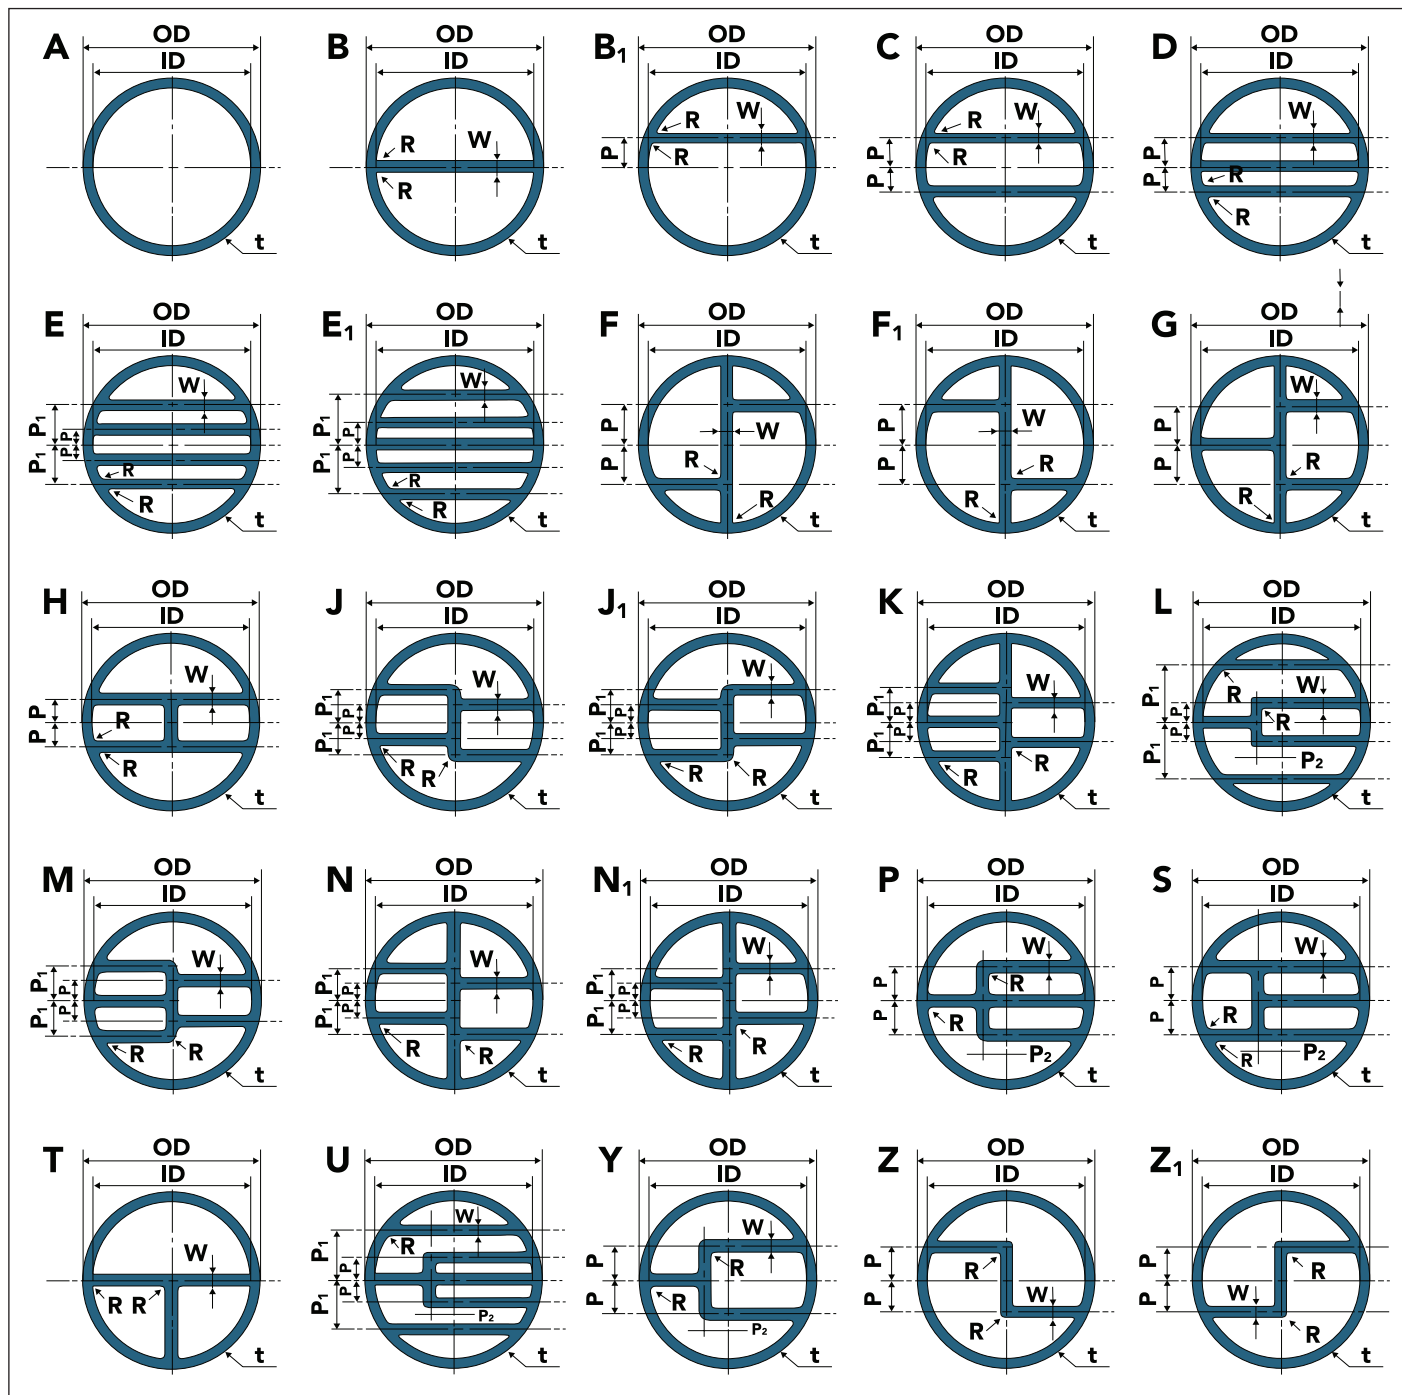 A OD ID t
B OD ID W R R t
B1 OD ID W R R P t
C OD ID W R R P P t
D OD ID W R R P P t
E OD ID W P1 P P P1 R R t
E1 OD ID W P1 P P P1 R R t
F OD ID W P P R R t
F1 OD ID W P P R R t
G OD ID W P P R R t
H OD ID W P P R R t
J OD ID W P1 P P P1 R R t
J1 OD ID W P1 P P P1 R R t
K OD ID W P1 P P P1 R R t
L OD ID W P1 P P P1 R R P2 t
M OD ID W P1 P P P1 R R t
N OD ID W P1 P P P1 R R t
N1 OD ID W P1 P P P1 R R t
P OD ID W P P R R P2 t
S OD ID W P P R R P2 t
T OD ID W R R t
U OD ID W P1 P P P1 R P2 t
Y OD ID W P P R R P2 t
Z OD ID W P P R R t
Z1 OD ID W P P R R t